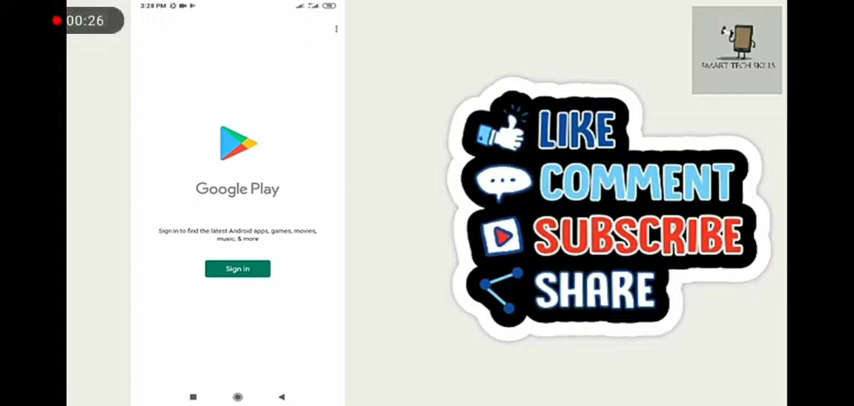 00:26
3:28 PM
Google Play
Sign in to find the latest Android apps, games, movies,
music, & more
Sign in
SMART TECH SKILLS
LIKE
COMMENT
SUBSCRIBE
SHARE